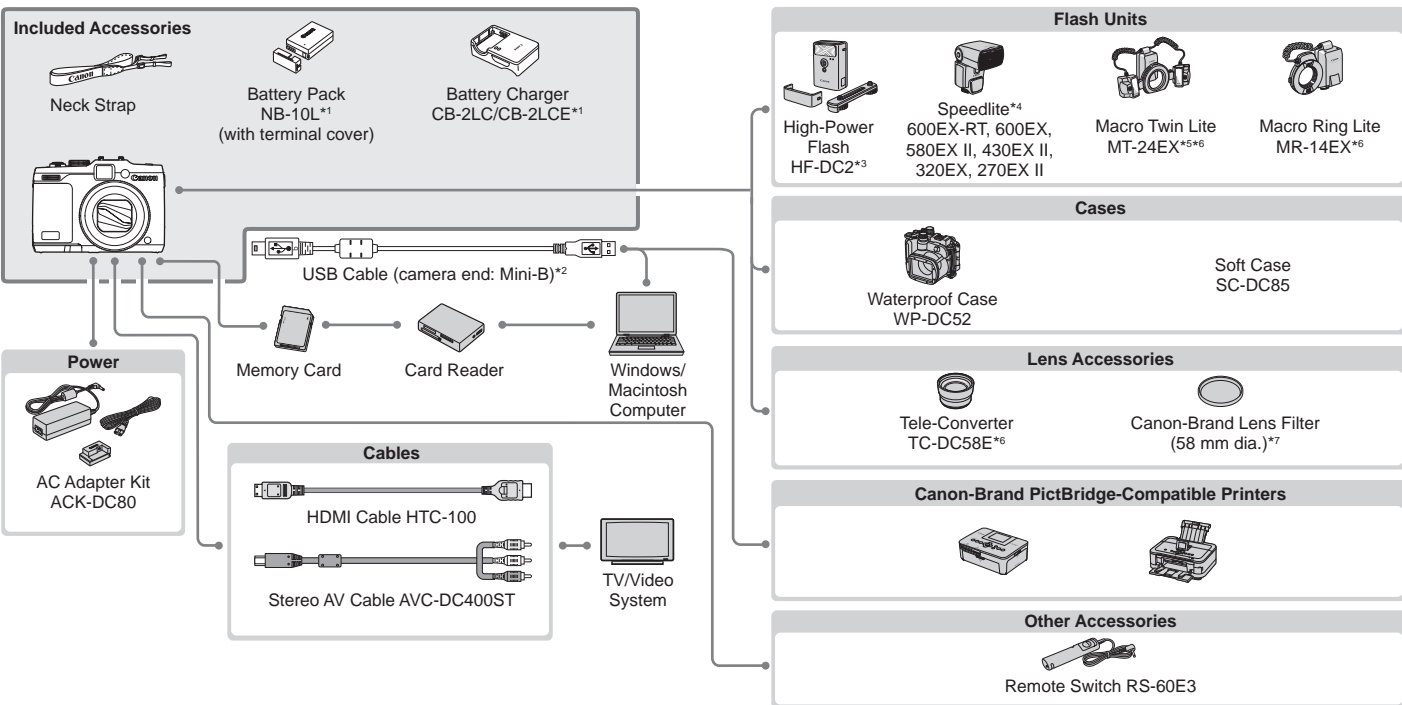 Included Accessories
Canon
Neck Strap
Battery Pack
NB-10L*1
(with terminal cover)
Battery Charger
CB-2LC/CB-2LCE*1
Canon
USB Cable (camera end: Mini-B)*2
Memory Card
Card Reader
Windows/
Macintosh
Computer
Power
AC Adapter Kit
ACK-DC80
Cables
HDMI Cable HTC-100
Stereo AV Cable AVC-DC400ST
TV/Video
System
Flash Units
High-Power
Flash
HF-DC2*3
Speedlite*4
600EX-RT, 600EX,
580EX II, 430EX II,
320EX, 270EX II
Macro Twin Lite
MT-24EX*5*6
Macro Ring Lite
MR-14EX*6
Cases
Waterproof Case
WP-DC52
Soft Case
SC-DC85
Lens Accessories
Tele-Converter
TC-DC58E*6
Canon-Brand Lens Filter
(58 mm dia.)*7
Canon-Brand PictBridge-Compatible Printers
Other Accessories
Remote Switch RS-60E3